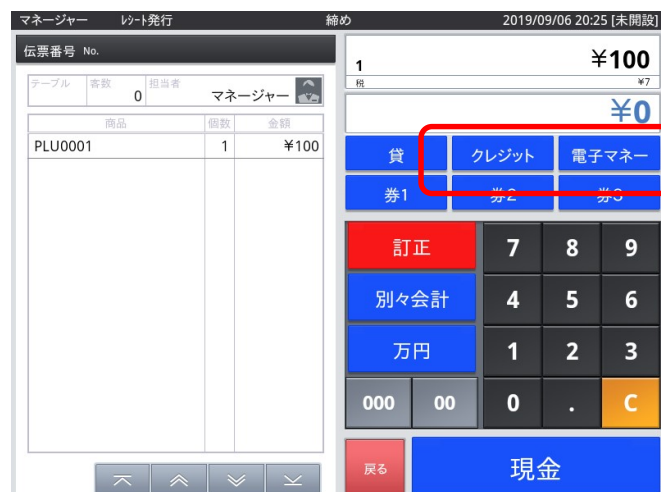 マネージャー レシート発行 締め 2019/09/06 20:25 [未開設]
伝票番号 No.
テーブル 客数 0 担当者 マネージャー
商品 個数 金額
PLU0001 1 ¥100
1 ¥100
税 ¥7
¥0
貸 クレジット 電子マネー
券1 券2 券3
訂正 7 8 9
別々会計 4 5 6
万円 1 2 3
000 00 0 . C
戻る 現金